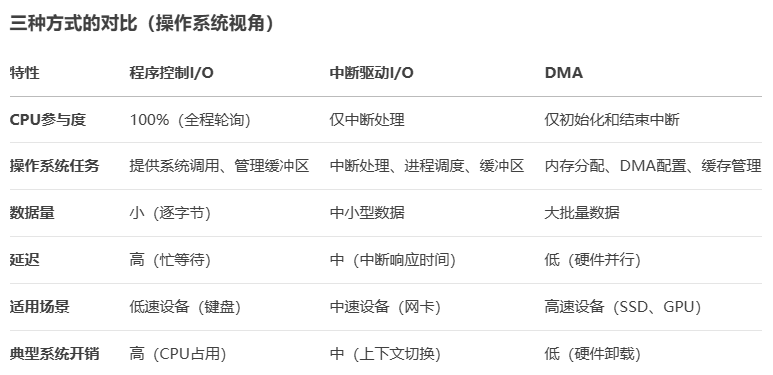 三种方式的对比（操作系统视角）
特性 程序控制I/O 中断驱动I/O DMA
CPU参与度 100%（全程轮询） 仅中断处理 仅初始化和结束中断
操作系统任务 提供系统调用、管理缓冲区 中断处理、进程调度、缓冲区 内存分配、DMA配置、缓存管理
数据量 小（逐字节） 中小型数据 大批量数据
延迟 高（忙等待） 中（中断响应时间） 低（硬件并行）
适用场景 低速设备（键盘） 中速设备（网卡） 高速设备（SSD、GPU）
典型系统开销 高（CPU占用） 中（上下文切换） 低（硬件卸载）